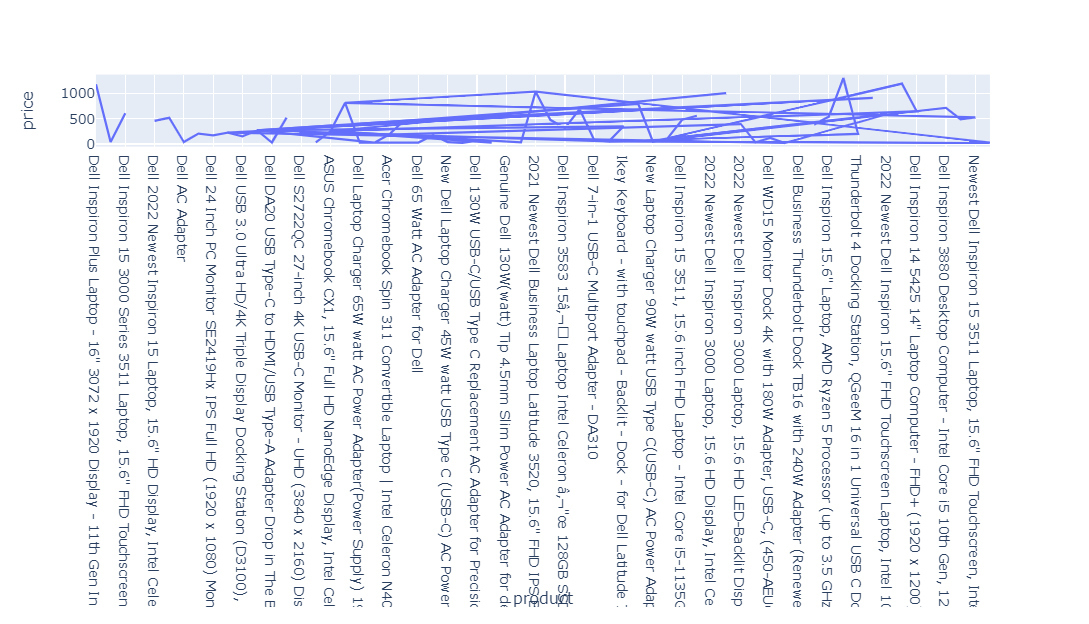 price
1000
500
0
Dell Inspiron Plus Laptop - 16" 3072 x 1920 Display - 11th Gen In
Dell Inspiron 15 3000 Series 3511 Laptop, 15.6" FHD Touchscreen
Dell 2022 Newest Inspiron 15 Laptop, 15.6" HD Display, Intel Cele
Dell AC Adapter
Dell 24 Inch PC Monitor SE2419Hx IPS Full HD (1920 x 1080) Mon
Dell USB 3.0 Ultra HD/4K Triple Display Docking Station (D3100),
Dell DA20 USB Type-C to HDMI/USB Type-A Adapter Drop in The B
Dell S2722QC 27-inch 4K USB-C Monitor - UHD (3840 x 2160) Dis
ASUS Chromebook CX1, 15.6" Full HD NanoEdge Display, Intel Cel
Dell Laptop Charger 65W watt AC Power Adapter(Power Supply) 19
Acer Chromebook Spin 311 Convertible Laptop | Intel Celeron N40
Dell 65 Watt AC Adapter for Dell
New Dell Laptop Charger 45W watt USB Type C (USB-C) AC Power
Dell 130W USB-C/USB Type C Replacement AC Adapter for Precisio
Genuine Dell 130W(watt) Tip 4.5mm Slim Power AC Adapter for de
2021 Newest Dell Business Laptop Latitude 3520, 15.6" FHD IPS
Dell Inspiron 3583 15â‚¬□ Laptop Intel Celeron â‚¬"œ 128GB SS
Dell 7-in-1 USB-C Multiport Adapter - DA310
Ikey Keyboard - with touchpad - Backlit - Dock - for Dell Latitude
New Laptop Charger 90W watt USB Type C(USB-C) AC Power Adap
Dell Inspiron 15 3511, 15.6 inch FHD Laptop - Intel Core i5-1135G
2022 Newest Dell Inspiron 3000 Laptop, 15.6 HD Display, Intel Ce
2022 Newest Dell Inspiron 3000 Laptop, 15.6 HD LED-Backlit Disp
Dell WD15 Monitor Dock 4K with 180W Adapter, USB-C, (450-AEU
Dell Business Thunderbolt Dock TB16 with 240W Adapter (Renewe
Dell Inspiron 15.6" Laptop, AMD Ryzen 5 Processor (up to 3.5 GHz
Thunderbolt 4 Docking Station, QGeeM 16 in 1 Universal USB C Do
2022 Newest Dell Inspiron 15.6" FHD Touchscreen Laptop, Intel 10
Dell Inspiron 14 5425 14" Laptop Computer - FHD+ (1920 x 1200
Dell Inspiron 3880 Desktop Computer - Intel Core i5 10th Gen, 12
Newest Dell Inspiron 15 3511 Laptop, 15.6" FHD Touchscreen, Inte
product